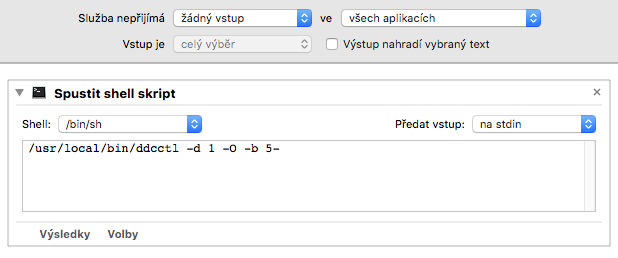 Služba nepřijímá žádný vstup ve všech aplikacích
Vstup je celý výběr Výstup nahradí vybraný text
Spustit shell skript
Shell: /bin/sh Předat vstup: na stdin
/usr/local/bin/ddcctl -d 1 -O -b 5-
Výsledky Volby